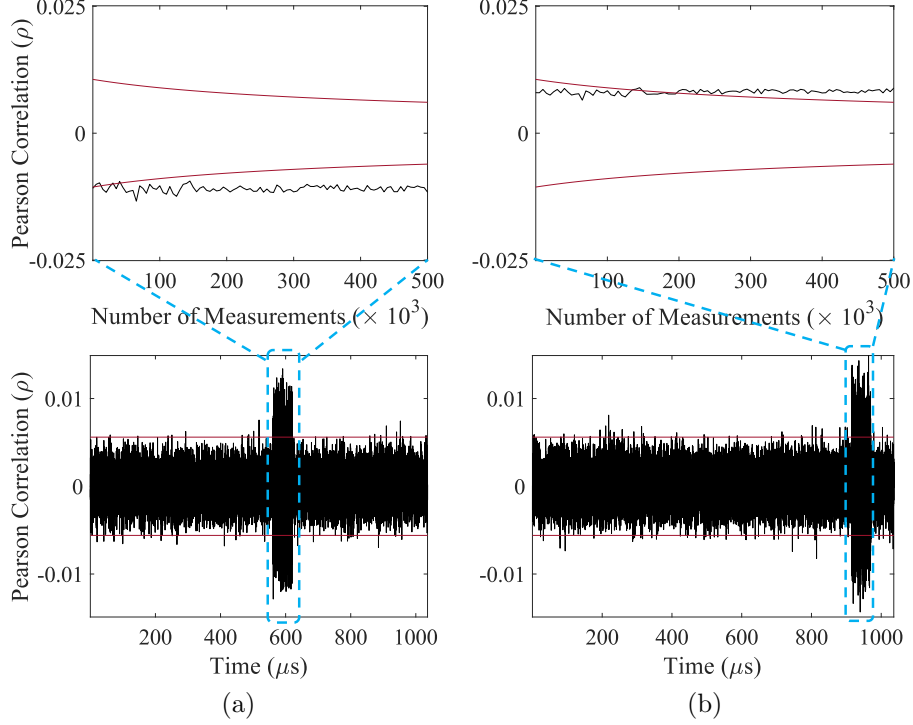 0.025
0
-0.025
Pearson Correlation (ρ)
100 200 300 400 500
Number of Measurements (× 10³)
0.025
0
-0.025
100 200 300 400 500
Number of Measurements (× 10³)
0.01
0
-0.01
Pearson Correlation (ρ)
200 400 600 800 1000
Time (μs)
(a)
0.01
0
-0.01
200 400 600 800 1000
Time (μs)
(b)